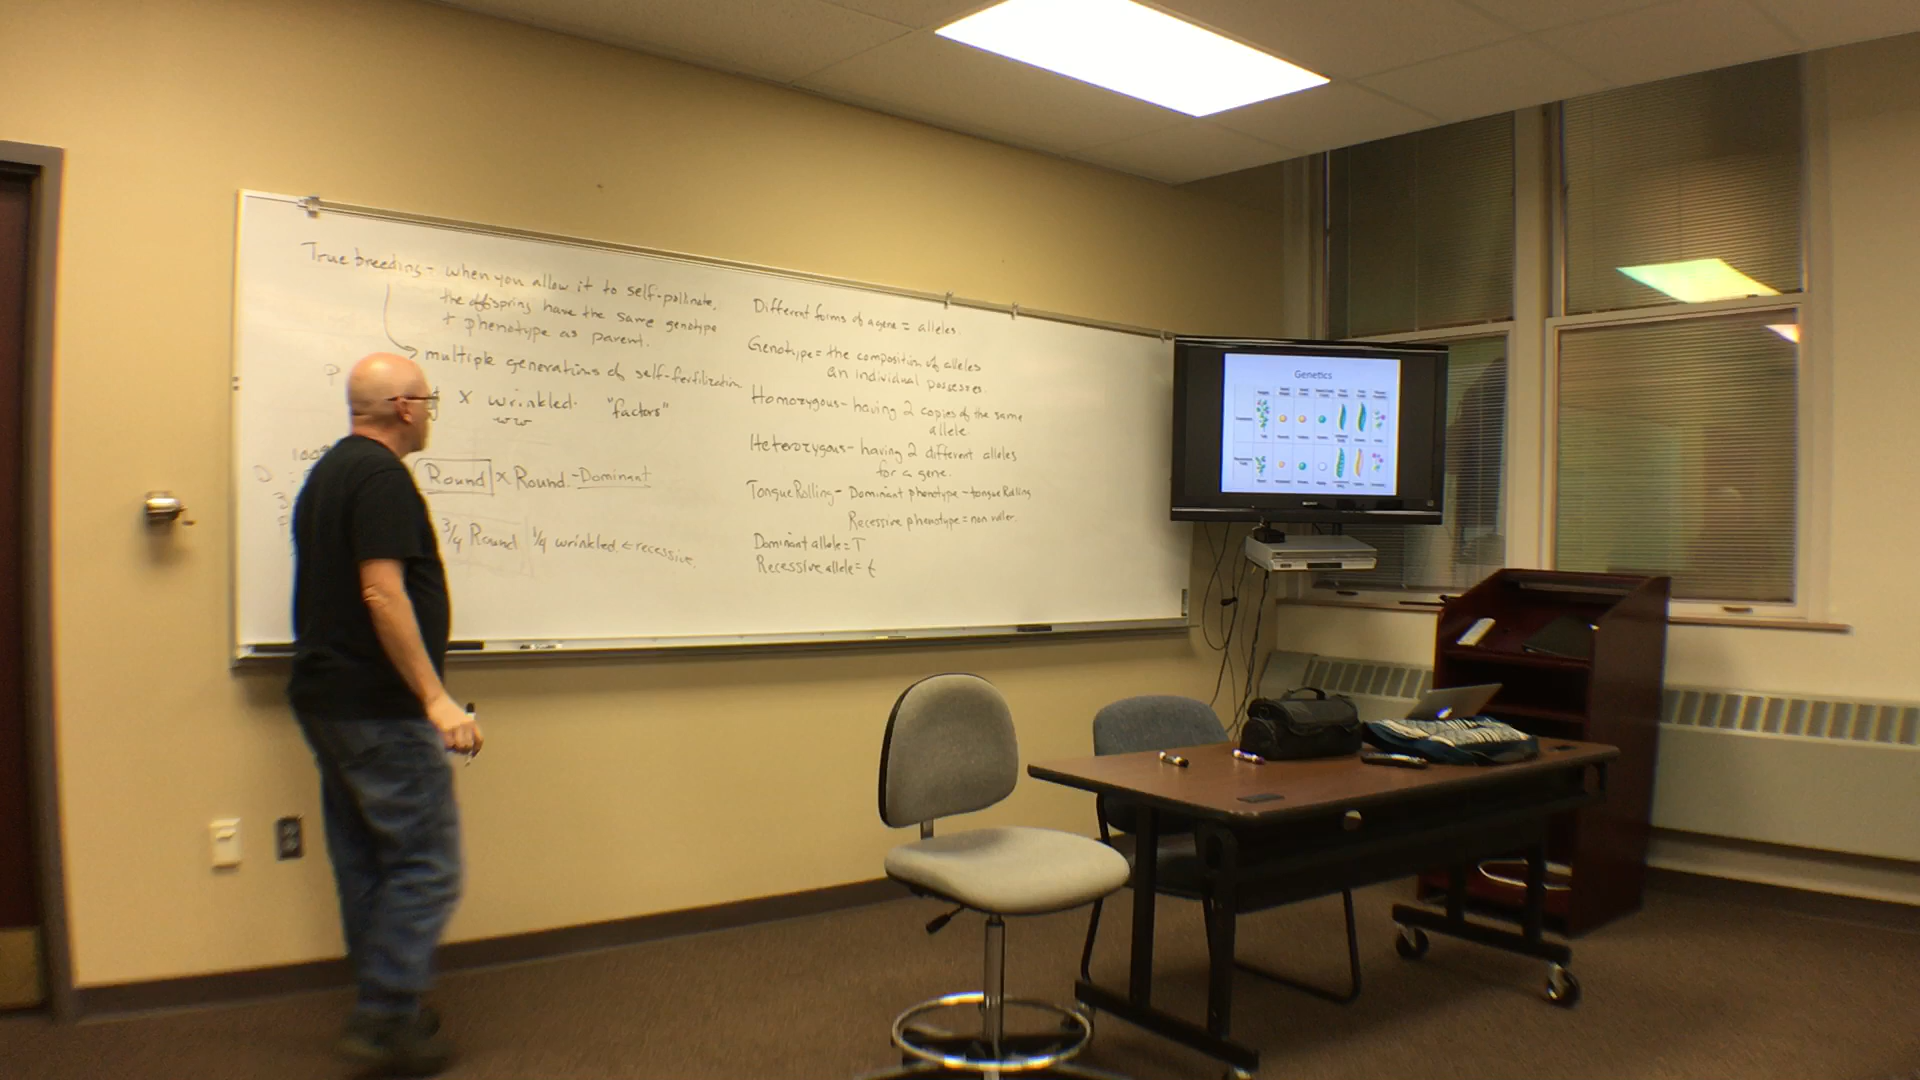 True breeding - when you allow it to self-pollinate,
the offspring have the same genotype
+ phenotype as parent.
multiple generations of self-fertilization
P
X wrinkled "factors"
ww
100%
Round X Round - Dominant
3/4 Round 1/4 wrinkled ← recessive
Different forms of a gene = alleles.
Genotype = the composition of alleles
an individual possesses.
Homozygous - having 2 copies of the same
allele.
Heterozygous - having 2 different alleles
for a gene.
Tongue Rolling - Dominant phenotype - tongue Rolling
Recessive phenotype = non roller.
Dominant allele = T
Recessive allele = t
Genetics